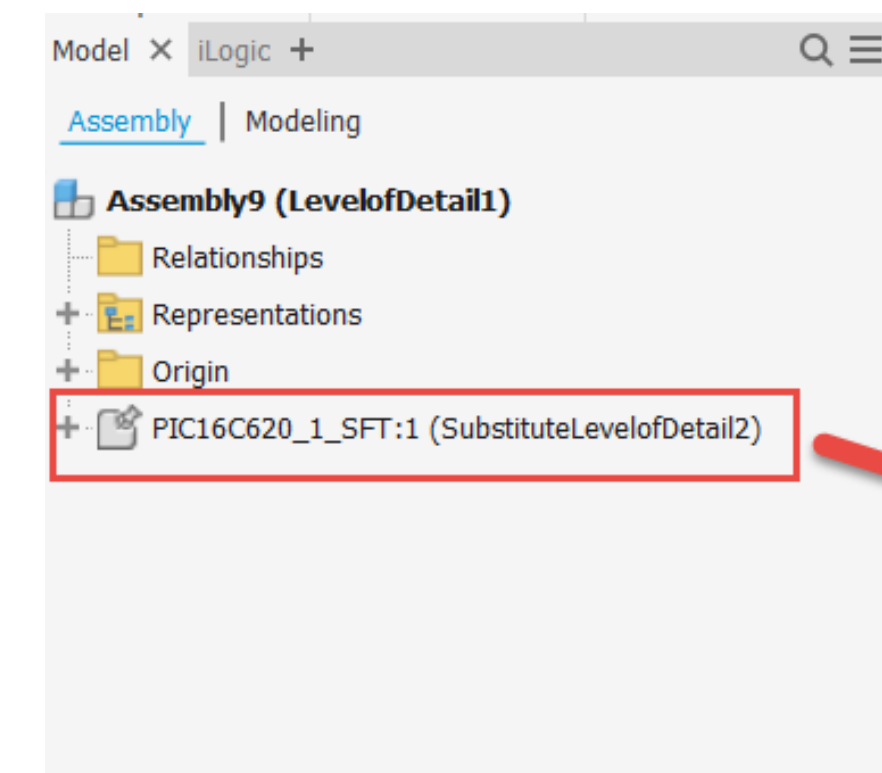 Model iLogic
Assembly | Modeling
Assembly9 (LevelofDetail1)
Relationships
Representations
Origin
PIC16C620_1_SFT:1 (SubstituteLevelofDetail2)